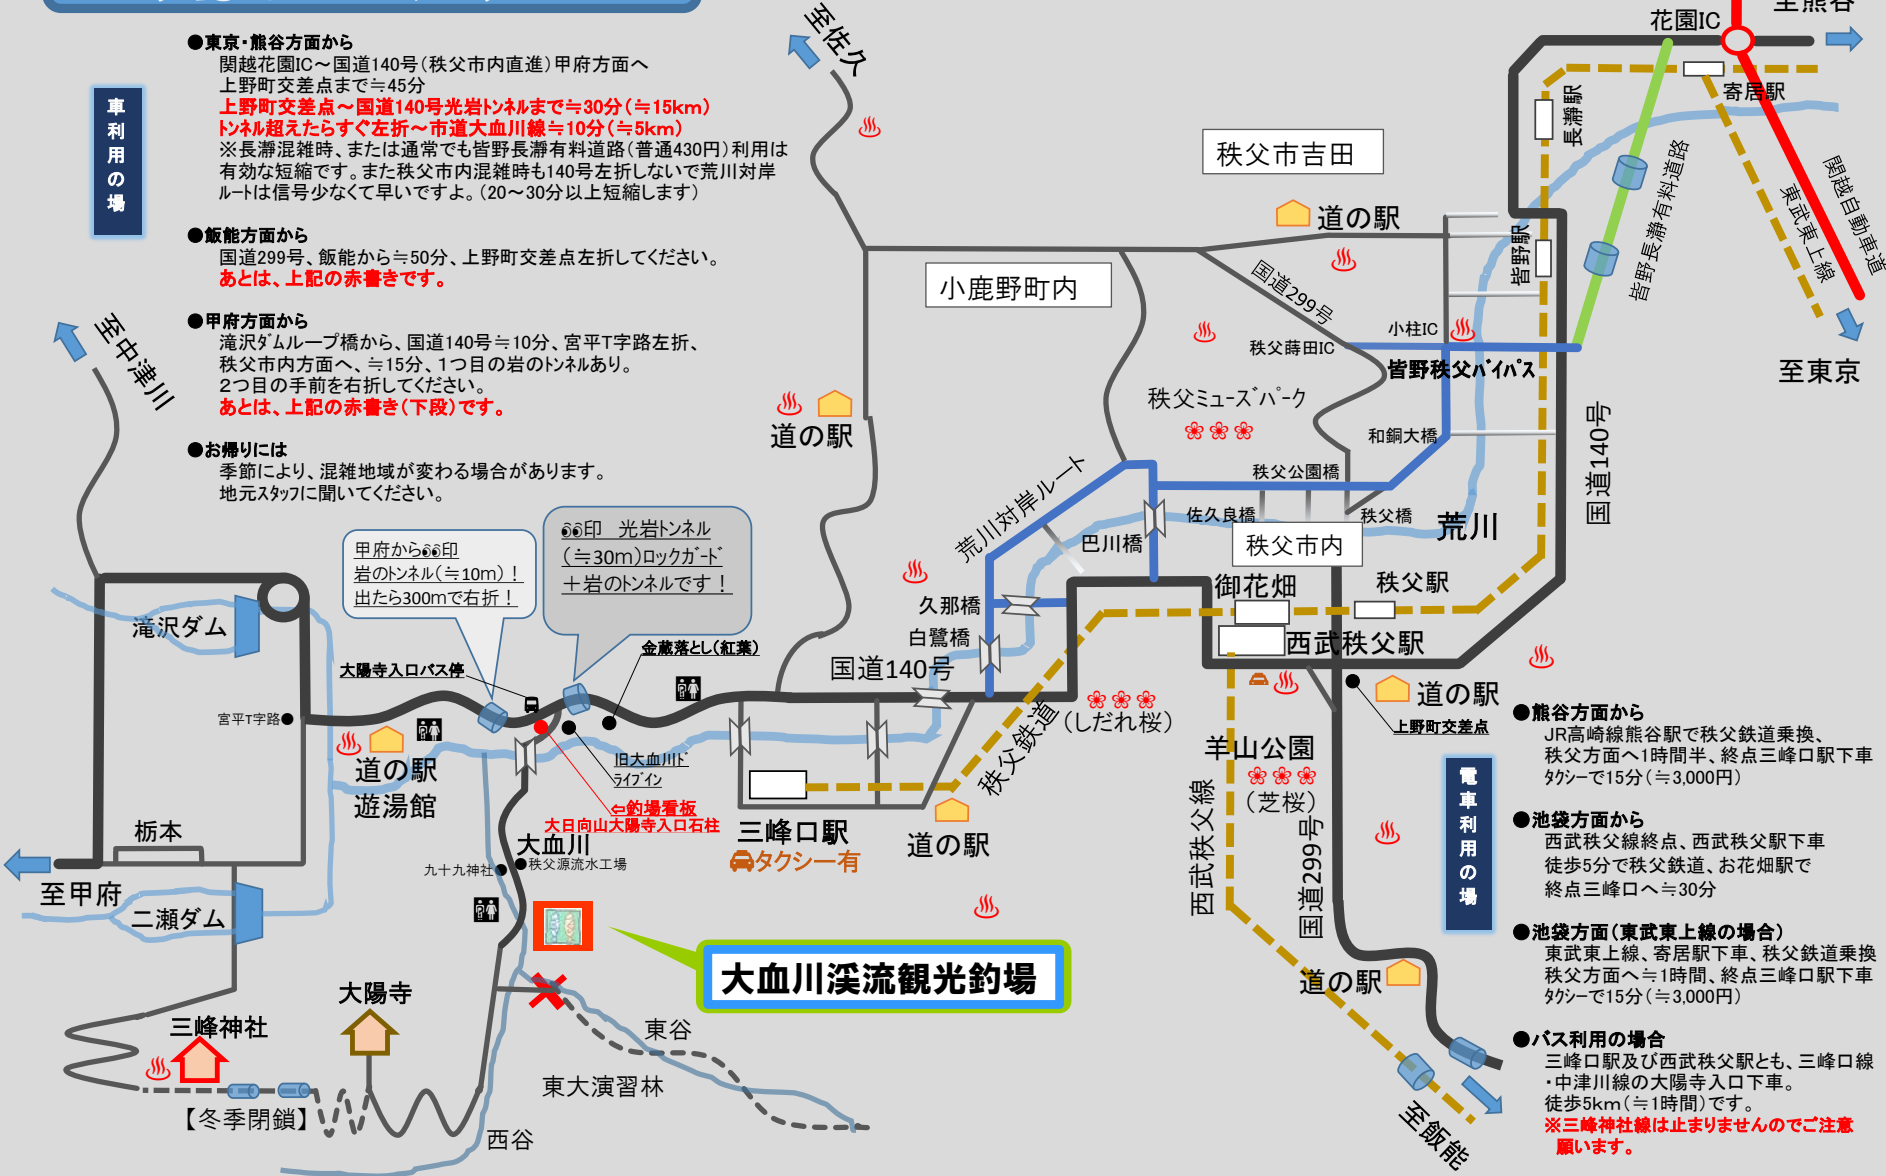 車利用の場
●東京・熊谷方面から
関越花園IC～国道140号(秩父市内直進)甲府方面へ
上野町交差点まで≒45分
上野町交差点～国道140号光岩トンネルまで≒30分(≒15km)
トンネル超えたらすぐ左折～市道大血川線≒10分(≒5km)
※長瀞混雑時、または通常でも皆野長瀞有料道路(普通430円)利用は
有効な短縮です。また秩父市内混雑時も140号左折しないで荒川対岸
ルートは信号少なくて早いですよ。(20～30分以上短縮します)
●飯能方面から
国道299号、飯能から≒50分、上野町交差点左折してください。
あとは、上記の赤書きです。
●甲府方面から
滝沢ダムループ橋から、国道140号≒10分、宮平T字路左折、
秩父市内方面へ、≒15分、1つ目の岩のトンネルあり。
2つ目の手前を右折してください。
あとは、上記の赤書き(下段)です。
●お帰りには
季節により、混雑地域が変わる場合があります。
地元スタッフに聞いてください。
至佐久
至熊谷
花園IC
寄居駅
長瀞駅
関越自動車道
東武東上線
皆野長瀞有料道路
至東京
秩父市吉田
道の駅
皆野駅
小鹿野町内
国道299号
小柱IC
秩父蒔田IC
皆野秩父バイパス
秩父ミューズパーク
和銅大橋
国道140号
秩父公園橋
佐久良橋
秩父橋
荒川
秩父市内
巴川橋
荒川対岸ルート
道の駅
至中津川
甲府から👀印
岩のトンネル(≒10m)！
出たら300mで右折！
👀印 光岩トンネル
(≒30m)ロックガード
＋岩のトンネルです！
久那橋
白鷺橋
国道140号
御花畑
秩父駅
西武秩父駅
道の駅
上野町交差点
滝沢ダム
大陽寺入口バス停
金蔵落とし(紅葉)
宮平T字路
道の駅
遊湯館
旧大血川ド
ライブイン
⇦釣場看板
大日向山大陽寺入口石柱
(しだれ桜)
秩父鉄道
羊山公園
(芝桜)
西武秩父線
国道299号
三峰口駅
タクシー有
道の駅
栃本
至甲府
大血川
秩父源流水工場
九十九神社
二瀬ダム
大血川渓流観光釣場
道の駅
大陽寺
三峰神社
東谷
東大演習林
【冬季閉鎖】
西谷
至飯能
電車利用の場
●熊谷方面から
JR高崎線熊谷駅で秩父鉄道乗換、
秩父方面へ1時間半、終点三峰口駅下車
タクシーで15分(≒3,000円)
●池袋方面から
西武秩父線終点、西武秩父駅下車
徒歩5分で秩父鉄道、お花畑駅で
終点三峰口へ≒30分
●池袋方面(東武東上線の場合)
東武東上線、寄居駅下車、秩父鉄道乗換
秩父方面へ≒1時間、終点三峰口駅下車
タクシーで15分(≒3,000円)
●バス利用の場合
三峰口駅及び西武秩父駅とも、三峰口線
・中津川線の大陽寺入口下車。
徒歩5km(≒1時間)です。
※三峰神社線は止まりませんのでご注意
願います。